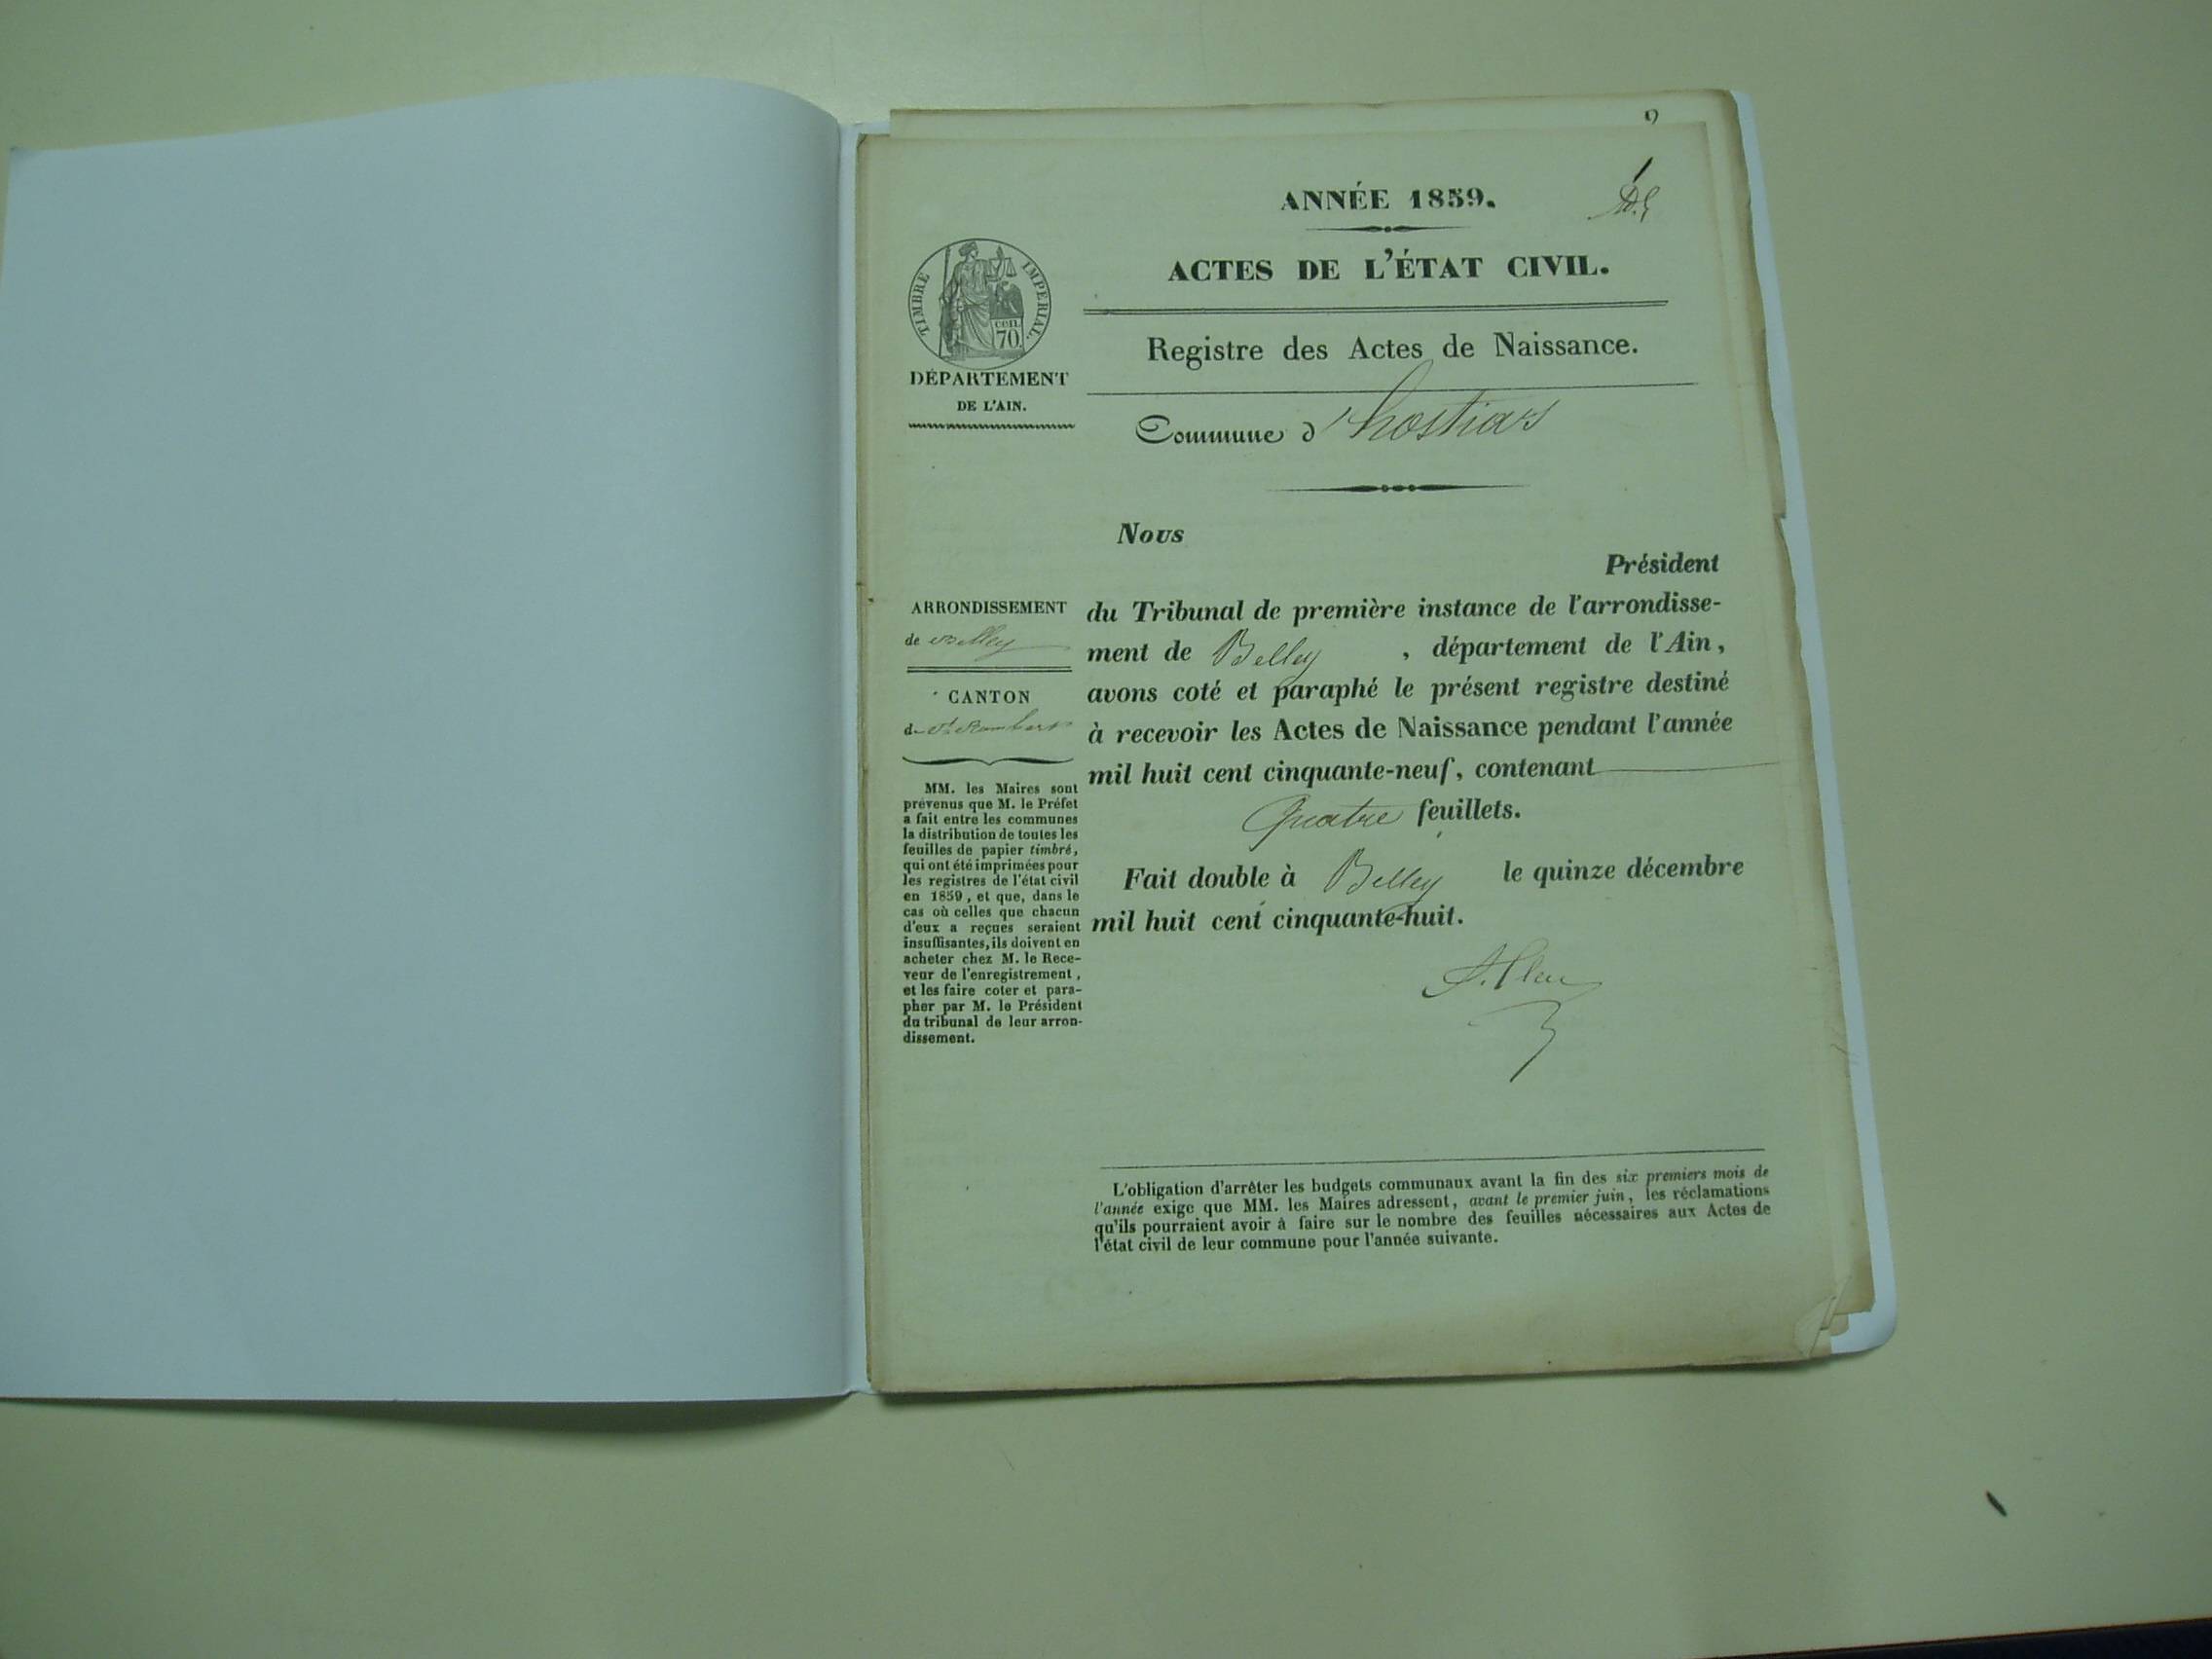 ANNÉE 1859.
1
ACTES DE L'ÉTAT CIVIL.
TIMBRE IMPERIAL.
CEN.
70.
DÉPARTEMENT
DE L'AIN.
Registre des Actes de Naissance.
Commune d'hostias
Nous
Président
du Tribunal de première instance de l'arrondisse-
ment de Belley, département de l'Ain,
avons coté et paraphé le présent registre destiné
à recevoir les Actes de Naissance pendant l'année
mil huit cent cinquante-neuf, contenant
Quatre feuillets.
Fait double à Belley le quinze décembre
mil huit cent cinquante-huit.
ARRONDISSEMENT
de Belley
CANTON
de St Rambert
MM. les Maires sont
prévenus que M. le Préfet
a fait entre les communes
la distribution de toutes les
feuilles de papier timbré,
qui ont été imprimées pour
les registres de l'état civil
en 1859, et que, dans le
cas où celles que chacun
d'eux a reçues seraient
insuffisantes, ils doivent en
acheter chez M. le Rece-
veur de l'enregistrement,
et les faire coter et para-
pher par M. le Président
du tribunal de leur arron-
dissement.
L'obligation d'arrêter les budgets communaux avant la fin des six premiers mois de
l'année exige que MM. les Maires adressent, avant le premier juin, les réclamations
qu'ils pourraient avoir à faire sur le nombre des feuilles nécessaires aux Actes de
l'état civil de leur commune pour l'année suivante.